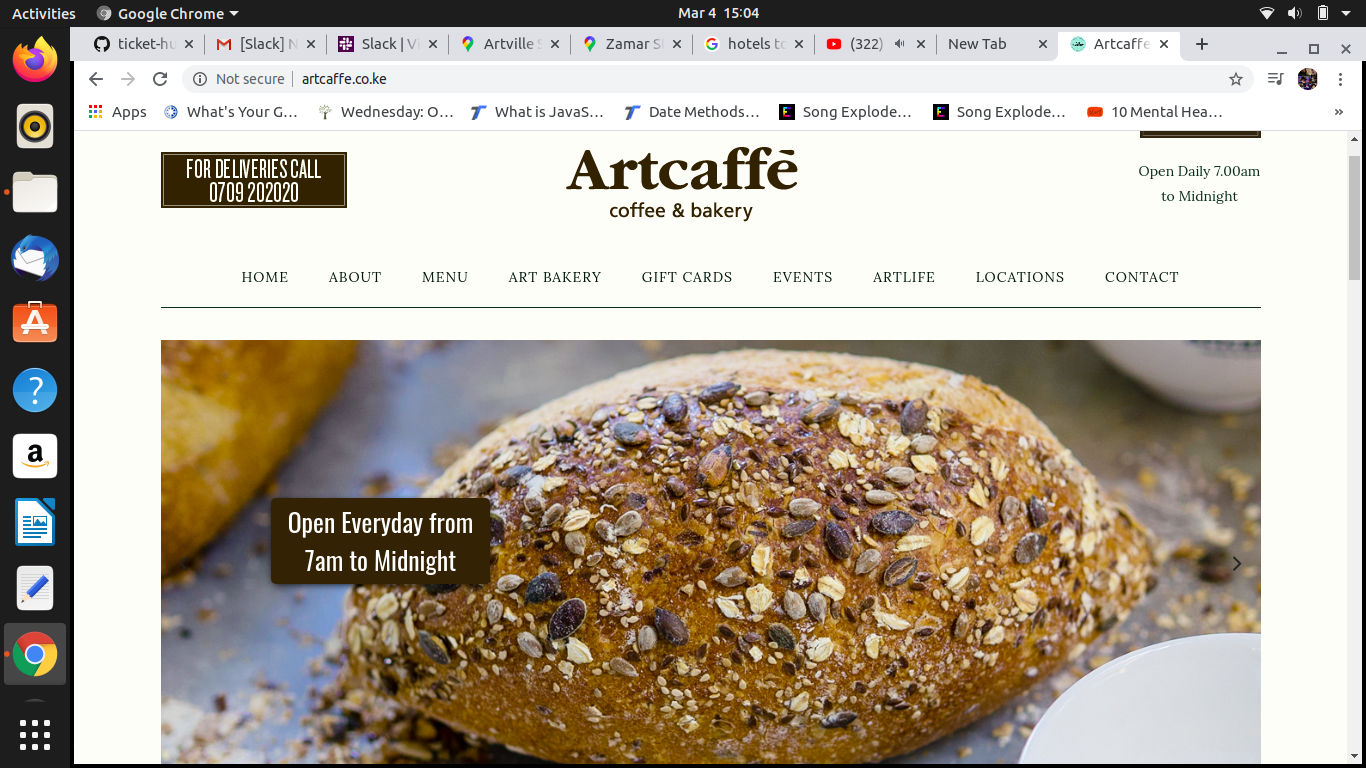 Activities
Google Chrome
Mar 4 15:04
ticket-hu
[Slack] N
Slack | Vi
Artville S
Zamar St
hotels to
(322)
New Tab
Artcaffe
Not secure
artcaffe.co.ke
Apps
What's Your G…
Wednesday: O…
What is JavaS…
Date Methods…
Song Explode…
Song Explode…
10 Mental Hea…
»
FOR DELIVERIES CALL
0709 202020
Artcaffē
coffee & bakery
Open Daily 7.00am
to Midnight
HOME
ABOUT
MENU
ART BAKERY
GIFT CARDS
EVENTS
ARTLIFE
LOCATIONS
CONTACT
Open Everyday from
7am to Midnight